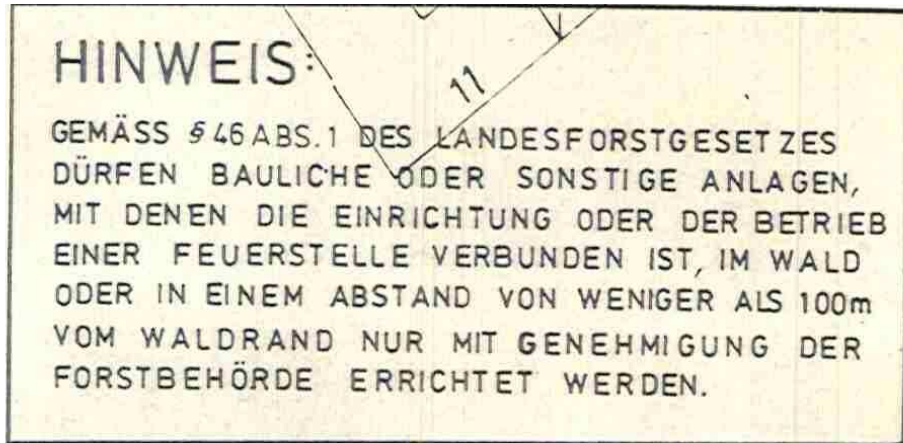 HINWEIS:
11
GEMÄSS § 46 ABS. 1 DES LANDESFORSTGESETZES
DÜRFEN BAULICHE ODER SONSTIGE ANLAGEN,
MIT DENEN DIE EINRICHTUNG ODER DER BETRIEB
EINER FEUERSTELLE VERBUNDEN IST, IM WALD
ODER IN EINEM ABSTAND VON WENIGER ALS 100m
VOM WALDRAND NUR MIT GENEHMIGUNG DER
FORSTBEHÖRDE ERRICHTET WERDEN.